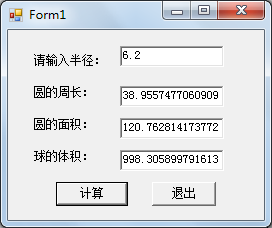 Form1
请输入半径： 6.2
圆的周长： 38.9557477060909
圆的面积： 120.762814173772
球的体积： 998.305899791613
计算 退出